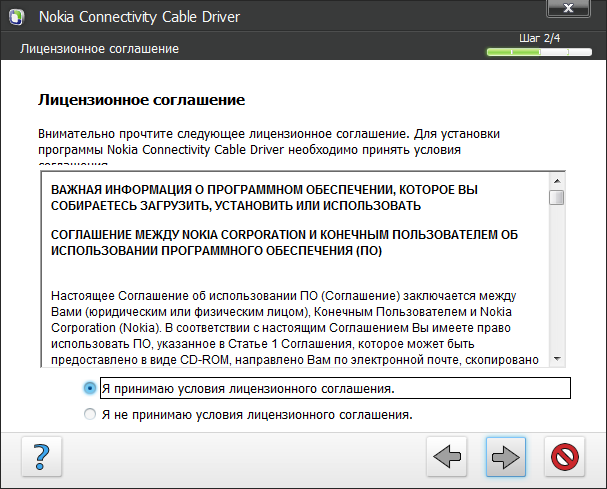 Nokia Connectivity Cable Driver
Лицензионное соглашение
Шаг 2/4
Лицензионное соглашение
Внимательно прочтите следующее лицензионное соглашение. Для установки
программы Nokia Connectivity Cable Driver необходимо принять условия
соглашения.
ВАЖНАЯ ИНФОРМАЦИЯ О ПРОГРАММНОМ ОБЕСПЕЧЕНИИ, КОТОРОЕ ВЫ
СОБИРАЕТЕСЬ ЗАГРУЗИТЬ, УСТАНОВИТЬ ИЛИ ИСПОЛЬЗОВАТЬ
СОГЛАШЕНИЕ МЕЖДУ NOKIA CORPORATION И КОНЕЧНЫМ ПОЛЬЗОВАТЕЛЕМ ОБ
ИСПОЛЬЗОВАНИИ ПРОГРАММНОГО ОБЕСПЕЧЕНИЯ (ПО)
Настоящее Соглашение об использовании ПО (Соглашение) заключается между
Вами (юридическим или физическим лицом), Конечным Пользователем и Nokia
Corporation (Nokia). В соответствии с настоящим Соглашением Вы имеете право
использовать ПО, указанное в Статье 1 Соглашения, которое может быть
предоставлено в виде CD-ROM, направлено Вам по электронной почте, скопировано
Я принимаю условия лицензионного соглашения.
Я не принимаю условия лицензионного соглашения.